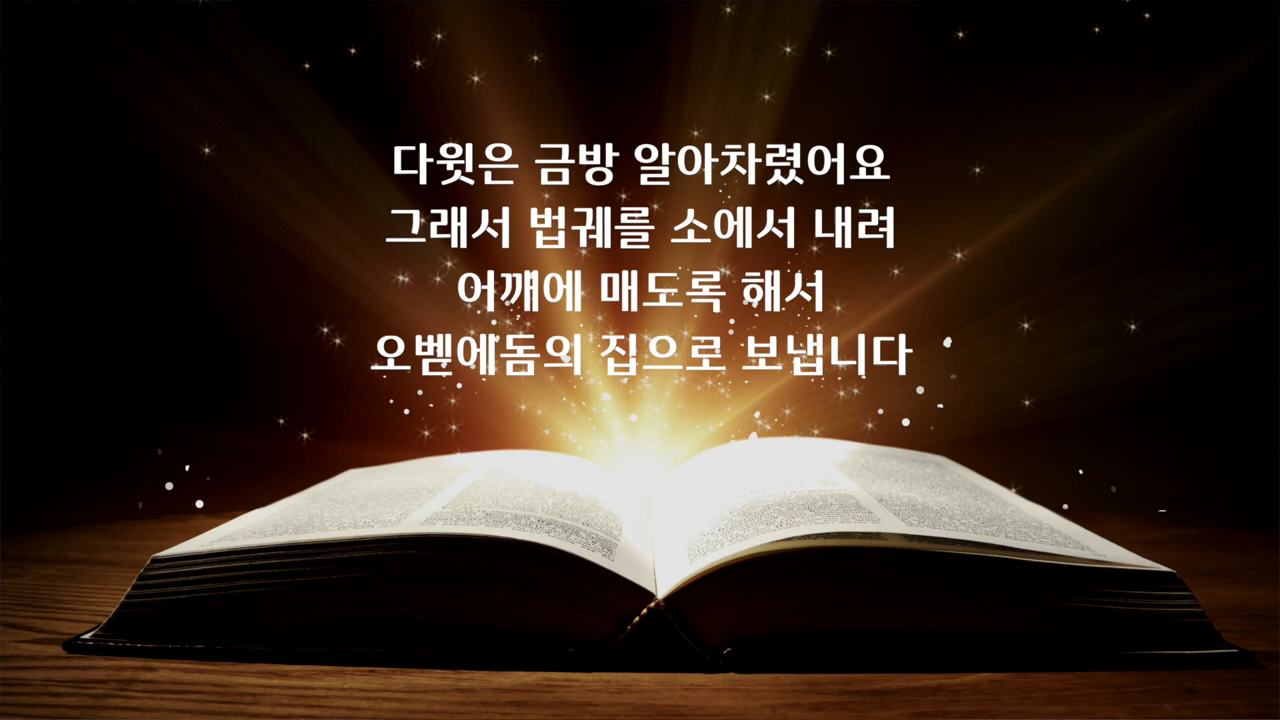 다윗은 금방 알아차렸어요
그래서 법궤를 소에서 내려
어깨에 매도록 해서
오벧에돔의 집으로 보냅니다